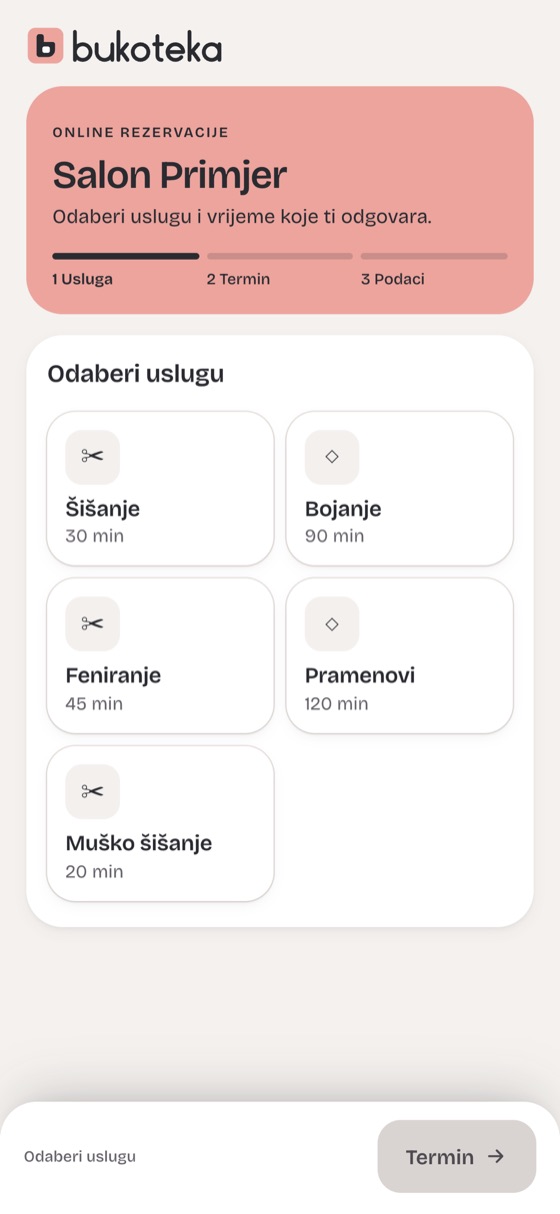 b bukoteka
ONLINE REZERVACIJE
Salon Primjer
Odaberi uslugu i vrijeme koje ti odgovara.
1 Usluga 2 Termin 3 Podaci
Odaberi uslugu
Šišanje
30 min
Bojanje
90 min
Feniranje
45 min
Pramenovi
120 min
Muško šišanje
20 min
Odaberi uslugu
Termin →